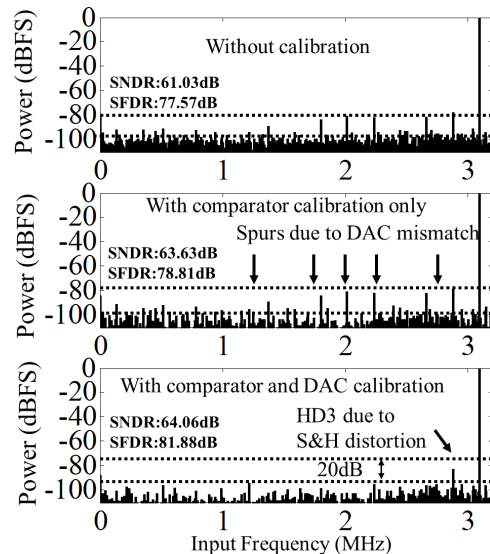 Power (dBFS)
0
-20
-40
-60
-80
-100
Without calibration
SNDR:61.03dB
SFDR:77.57dB
0
1
2
3
Power (dBFS)
0
-20
-40
-60
-80
-100
With comparator calibration only
Spurs due to DAC mismatch
SNDR:63.63dB
SFDR:78.81dB
0
1
2
3
Power (dBFS)
0
-20
-40
-60
-80
-100
With comparator and DAC calibration
SNDR:64.06dB
SFDR:81.88dB
HD3 due to
S&H distortion
20dB
0
1
2
3
Input Frequency (MHz)